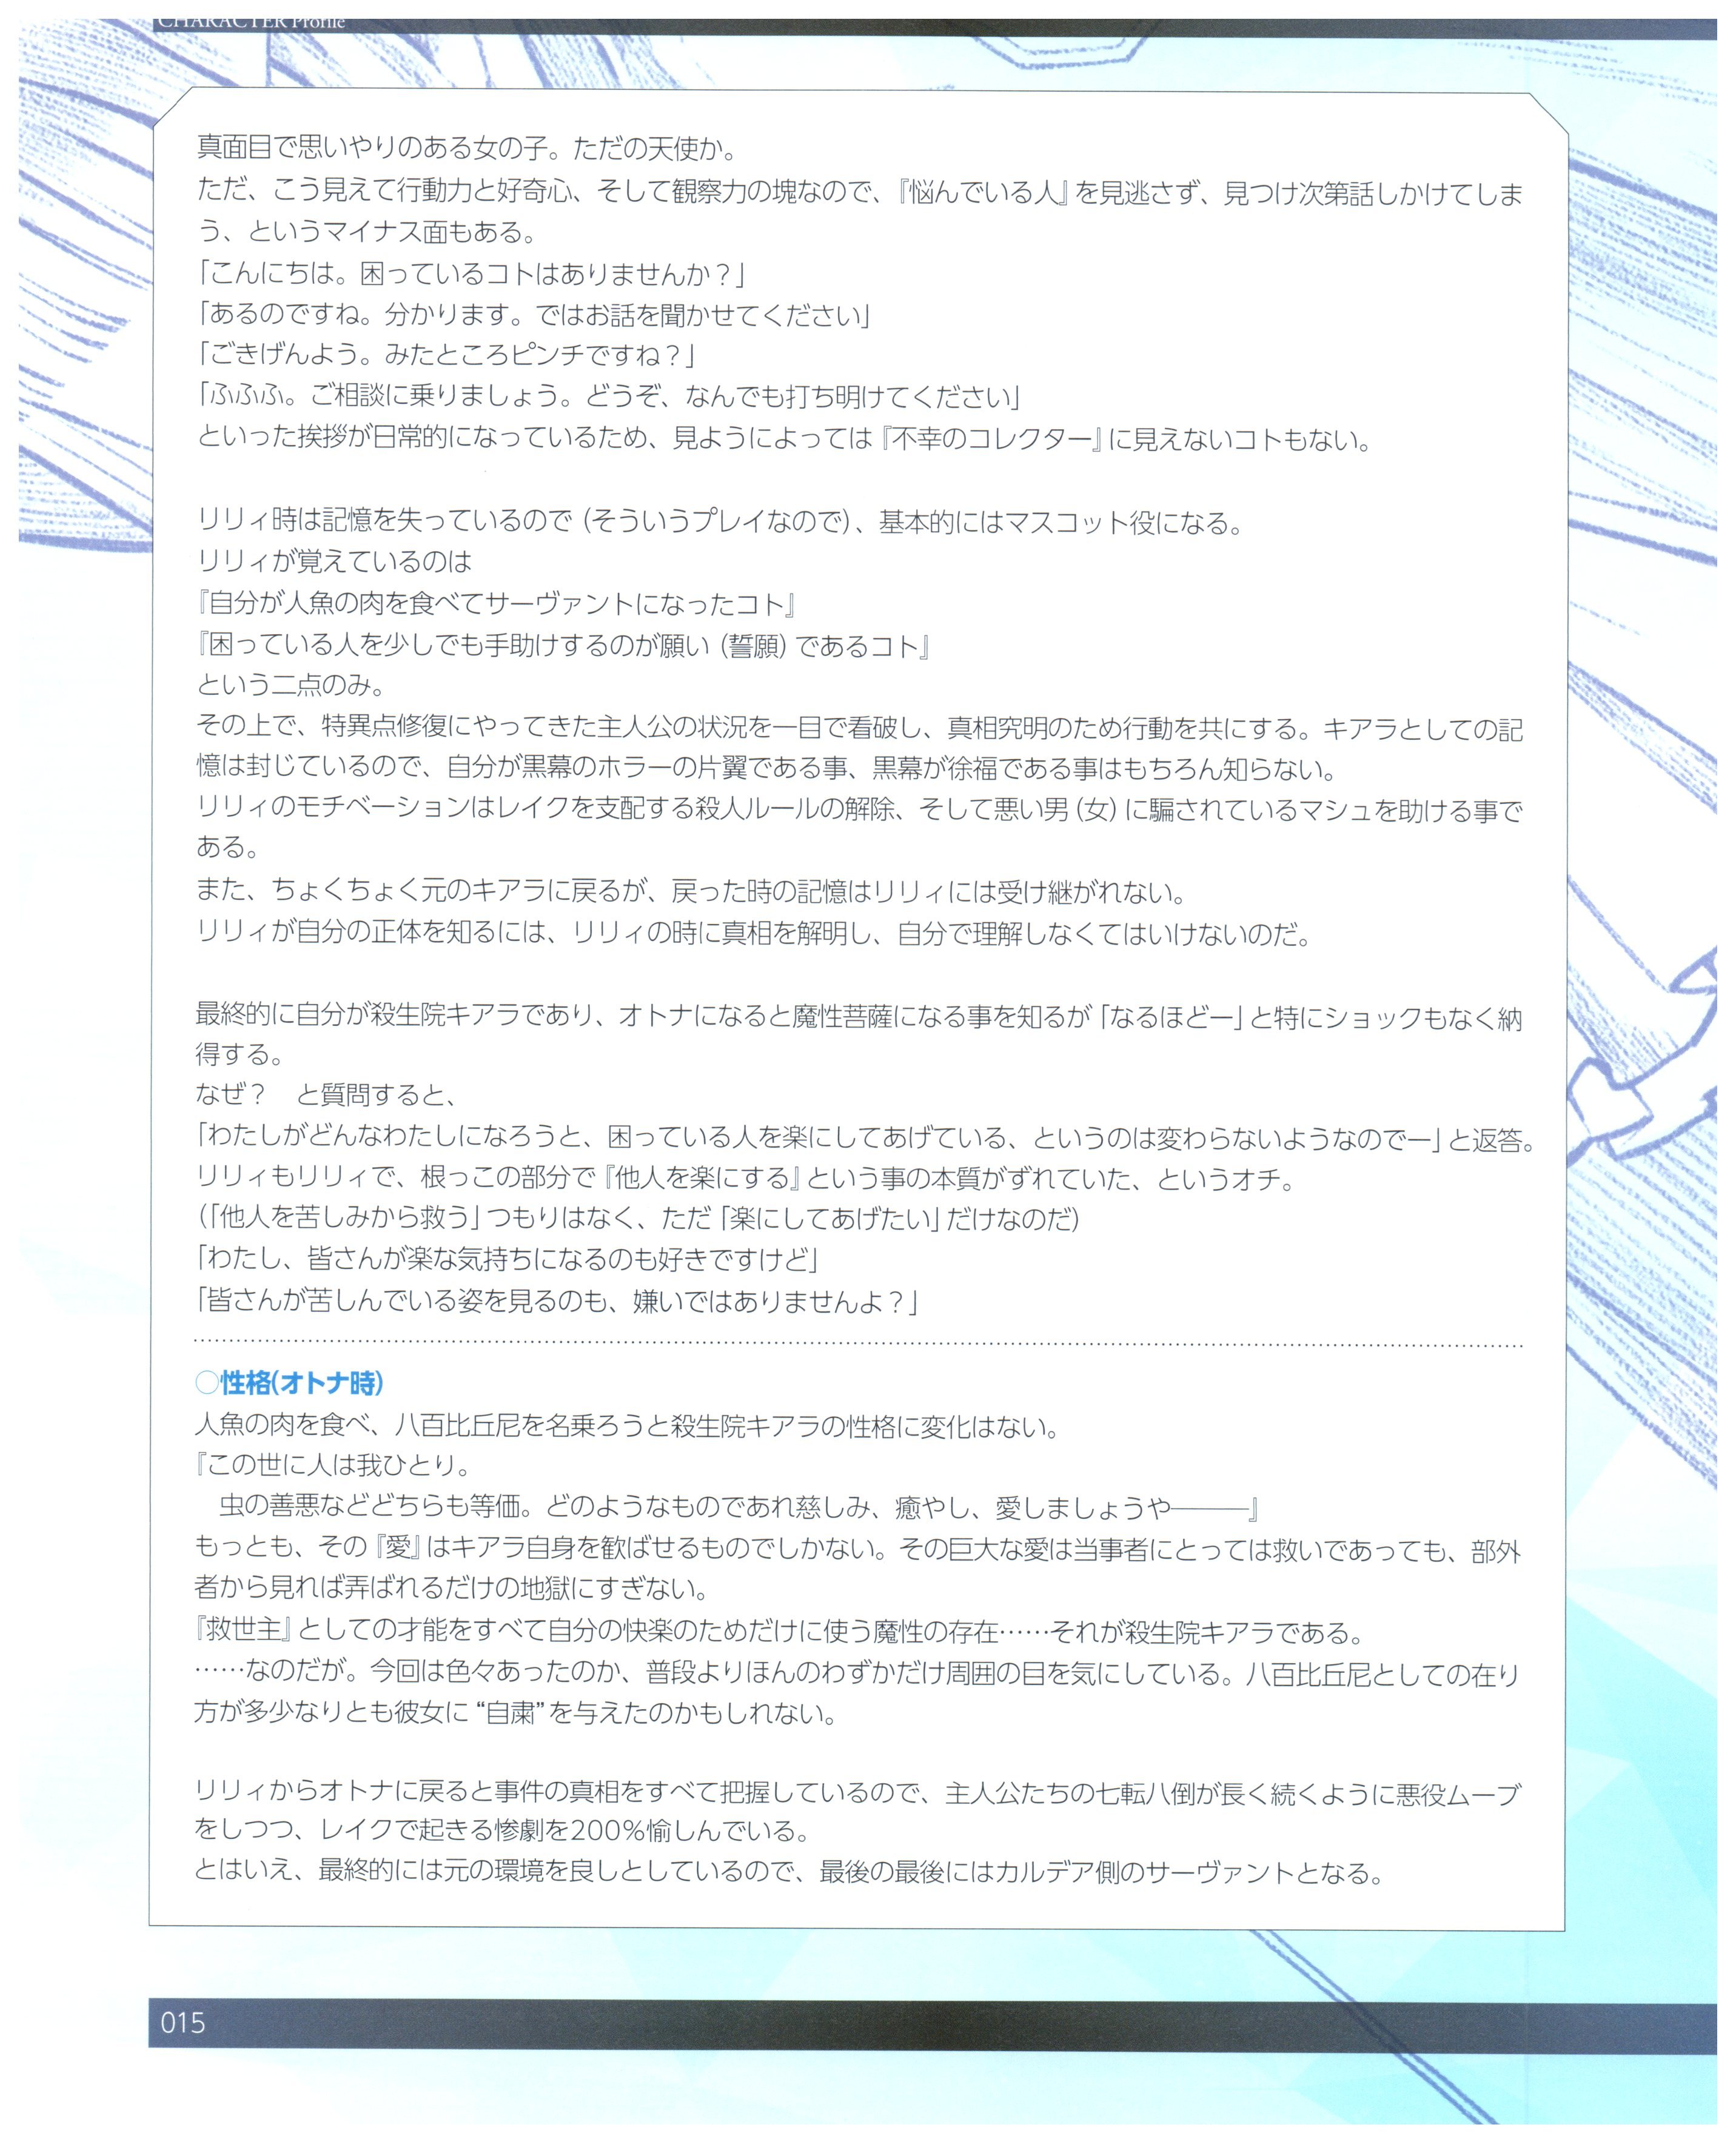 CHARACTER Profile
真面目で思いやりのある女の子。ただの天使か。
ただ、こう見えて行動力と好奇心、そして観察力の塊なので、『悩んでいる人』を見逃さず、見つけ次第話しかけてしま
う、というマイナス面もある。
「こんにちは。困っているコトはありませんか？」
「あるのですね。分かります。ではお話を聞かせてください」
「ごきげんよう。みたところピンチですね？」
「ふふふ。ご相談に乗りましょう。どうぞ、なんでも打ち明けてください」
といった挨拶が日常的になっているため、見ようによっては『不幸のコレクター』に見えないコトもない。
リリィ時は記憶を失っているので（そういうプレイなので）、基本的にはマスコット役になる。
リリィが覚えているのは
『自分が人魚の肉を食べてサーヴァントになったコト』
『困っている人を少しでも手助けするのが願い（誓願）であるコト』
という二点のみ。
その上で、特異点修復にやってきた主人公の状況を一目で看破し、真相究明のため行動を共にする。キアラとしての記
憶は封じているので、自分が黒幕のホラーの片翼である事、黒幕が徐福である事はもちろん知らない。
リリィのモチベーションはレイクを支配する殺人ルールの解除、そして悪い男（女）に騙されているマシュを助ける事で
ある。
また、ちょくちょく元のキアラに戻るが、戻った時の記憶はリリィには受け継がれない。
リリィが自分の正体を知るには、リリィの時に真相を解明し、自分で理解しなくてはいけないのだ。
最終的に自分が殺生院キアラであり、オトナになると魔性菩薩になる事を知るが「なるほどー」と特にショックもなく納
得する。
なぜ？　と質問すると、
「わたしがどんなわたしになろうと、困っている人を楽にしてあげている、というのは変わらないようなのでー」と返答。
リリィもリリィで、根っこの部分で『他人を楽にする』という事の本質がずれていた、というオチ。
（「他人を苦しみから救う」つもりはなく、ただ「楽にしてあげたい」だけなのだ）
「わたし、皆さんが楽な気持ちになるのも好きですけど」
「皆さんが苦しんでいる姿を見るのも、嫌いではありませんよ？」
○性格(オトナ時)
人魚の肉を食べ、八百比丘尼を名乗ろうと殺生院キアラの性格に変化はない。
『この世に人は我ひとり。
　虫の善悪などどちらも等価。どのようなものであれ慈しみ、癒やし、愛しましょうや———』
もっとも、その『愛』はキアラ自身を歓ばせるものでしかない。その巨大な愛は当事者にとっては救いであっても、部外
者から見れば弄ばれるだけの地獄にすぎない。
『救世主』としての才能をすべて自分の快楽のためだけに使う魔性の存在……それが殺生院キアラである。
……なのだが。今回は色々あったのか、普段よりほんのわずかだけ周囲の目を気にしている。八百比丘尼としての在り
方が多少なりとも彼女に“自粛”を与えたのかもしれない。
リリィからオトナに戻ると事件の真相をすべて把握しているので、主人公たちの七転八倒が長く続くように悪役ムーブ
をしつつ、レイクで起きる惨劇を200％愉しんでいる。
とはいえ、最終的には元の環境を良しとしているので、最後の最後にはカルデア側のサーヴァントとなる。
015